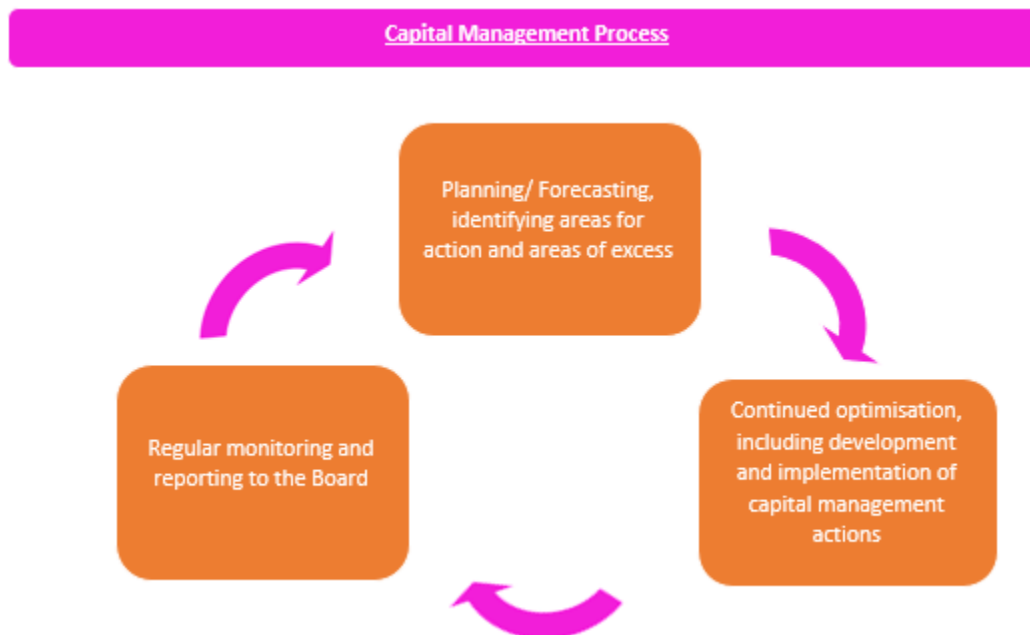 Capital Management Process
Planning/ Forecasting,
identifying areas for
action and areas of excess
Continued optimisation,
including development
and implementation of
capital management
actions
Regular monitoring and
reporting to the Board